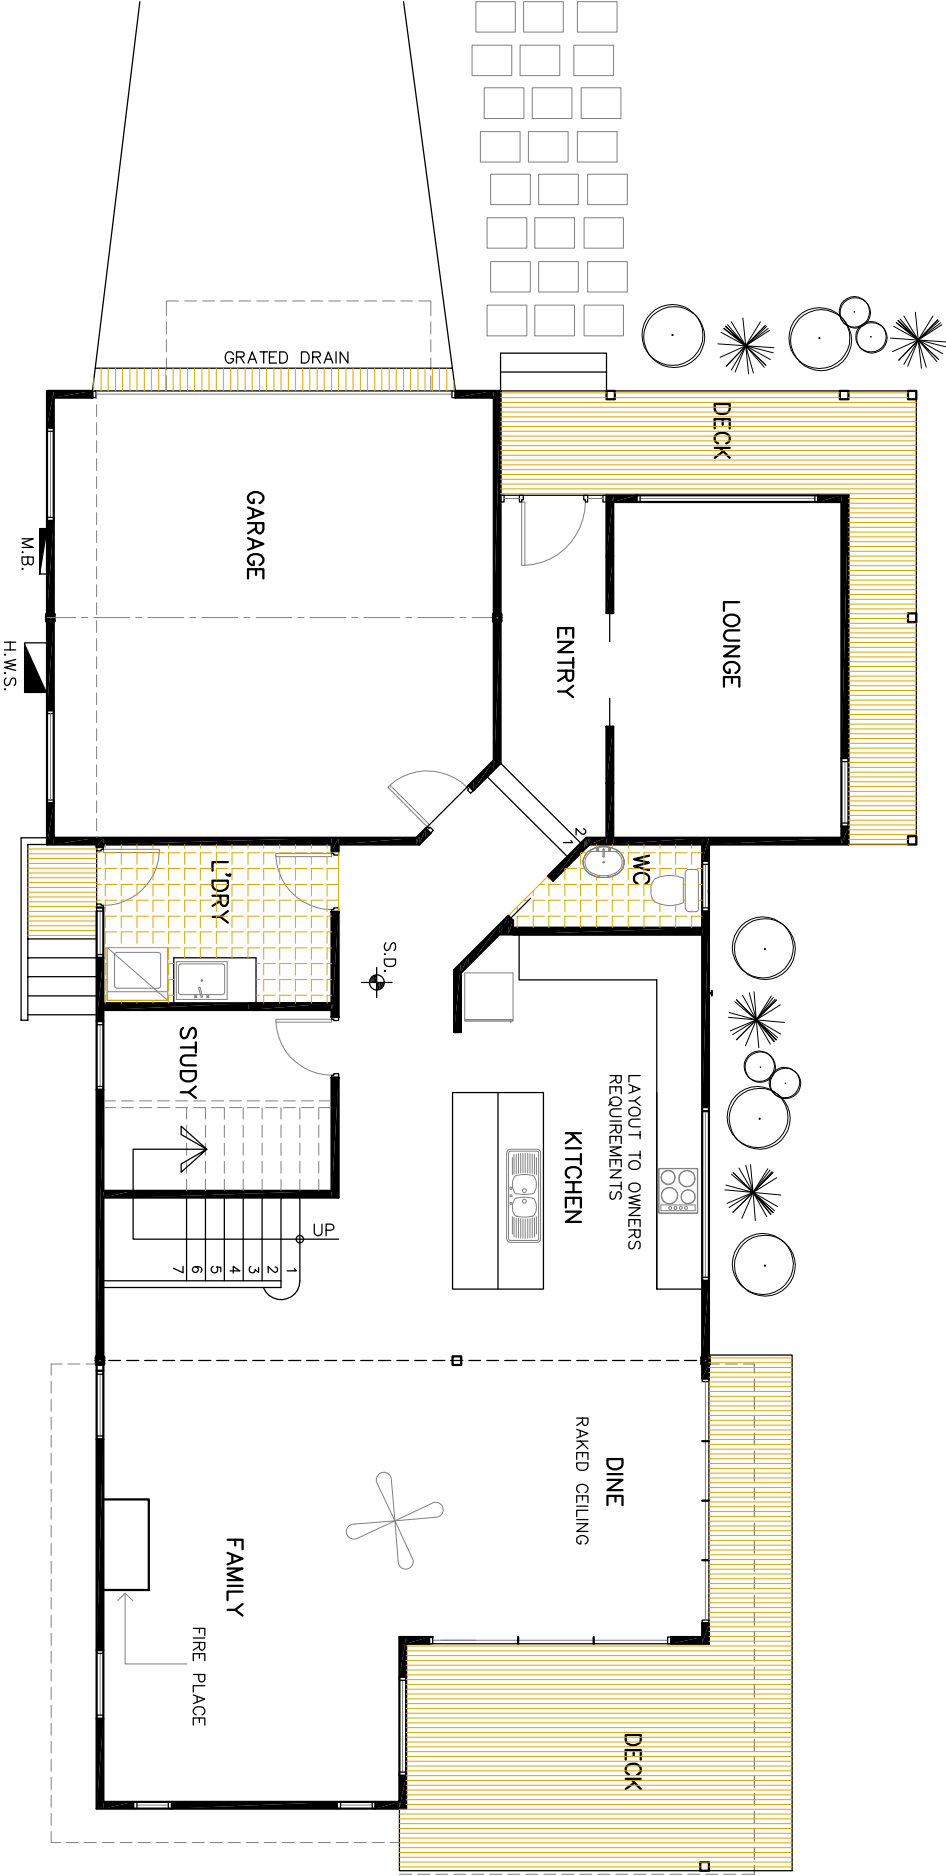 GRATED DRAIN
DECK
GARAGE
M.B.
H.W.S.
LOUNGE
ENTRY
2
1
WC
L'DRY
S.D.
STUDY
LAYOUT TO OWNERS
REQUIREMENTS
KITCHEN
UP
1
2
3
4
5
6
7
DINE
RAKED CEILING
FAMILY
FIRE PLACE
DECK